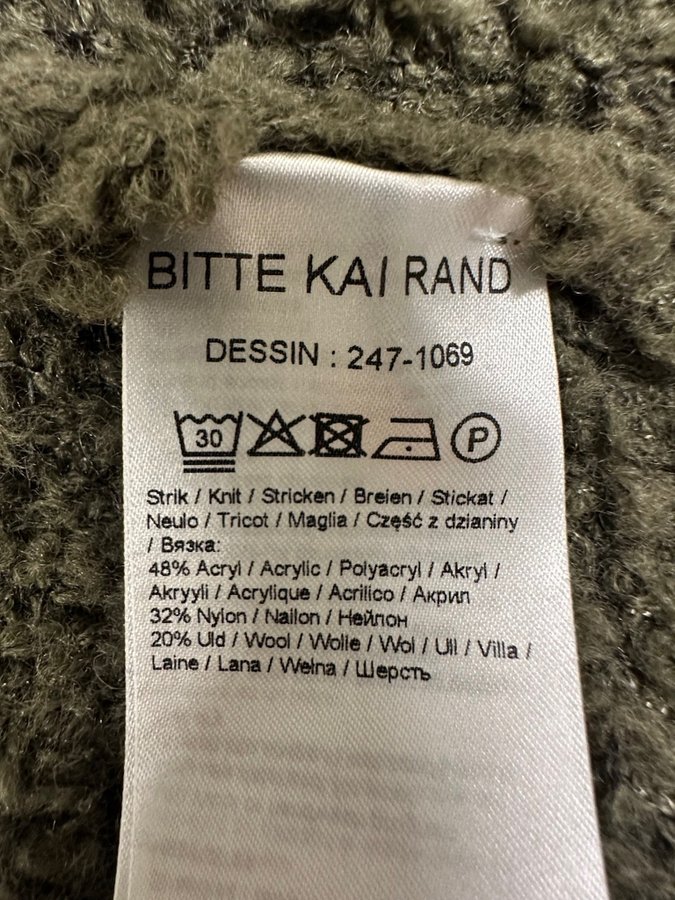 BITTE KAI RAND
DESSIN : 247-1069
30 P
Strik / Knit / Stricken / Breien / Stickat /
Neulo / Tricot / Maglia / Część z dzianiny
/ Вязка:
48% Acryl / Acrylic / Polyacryl / Akryl /
Akryyli / Acrylique / Acrilico / Акрил
32% Nylon / Nailon / Нейлон
20% Uld / Wool / Wolle / Wol / Ull / Villa /
Laine / Lana / Wełna / Шерсть